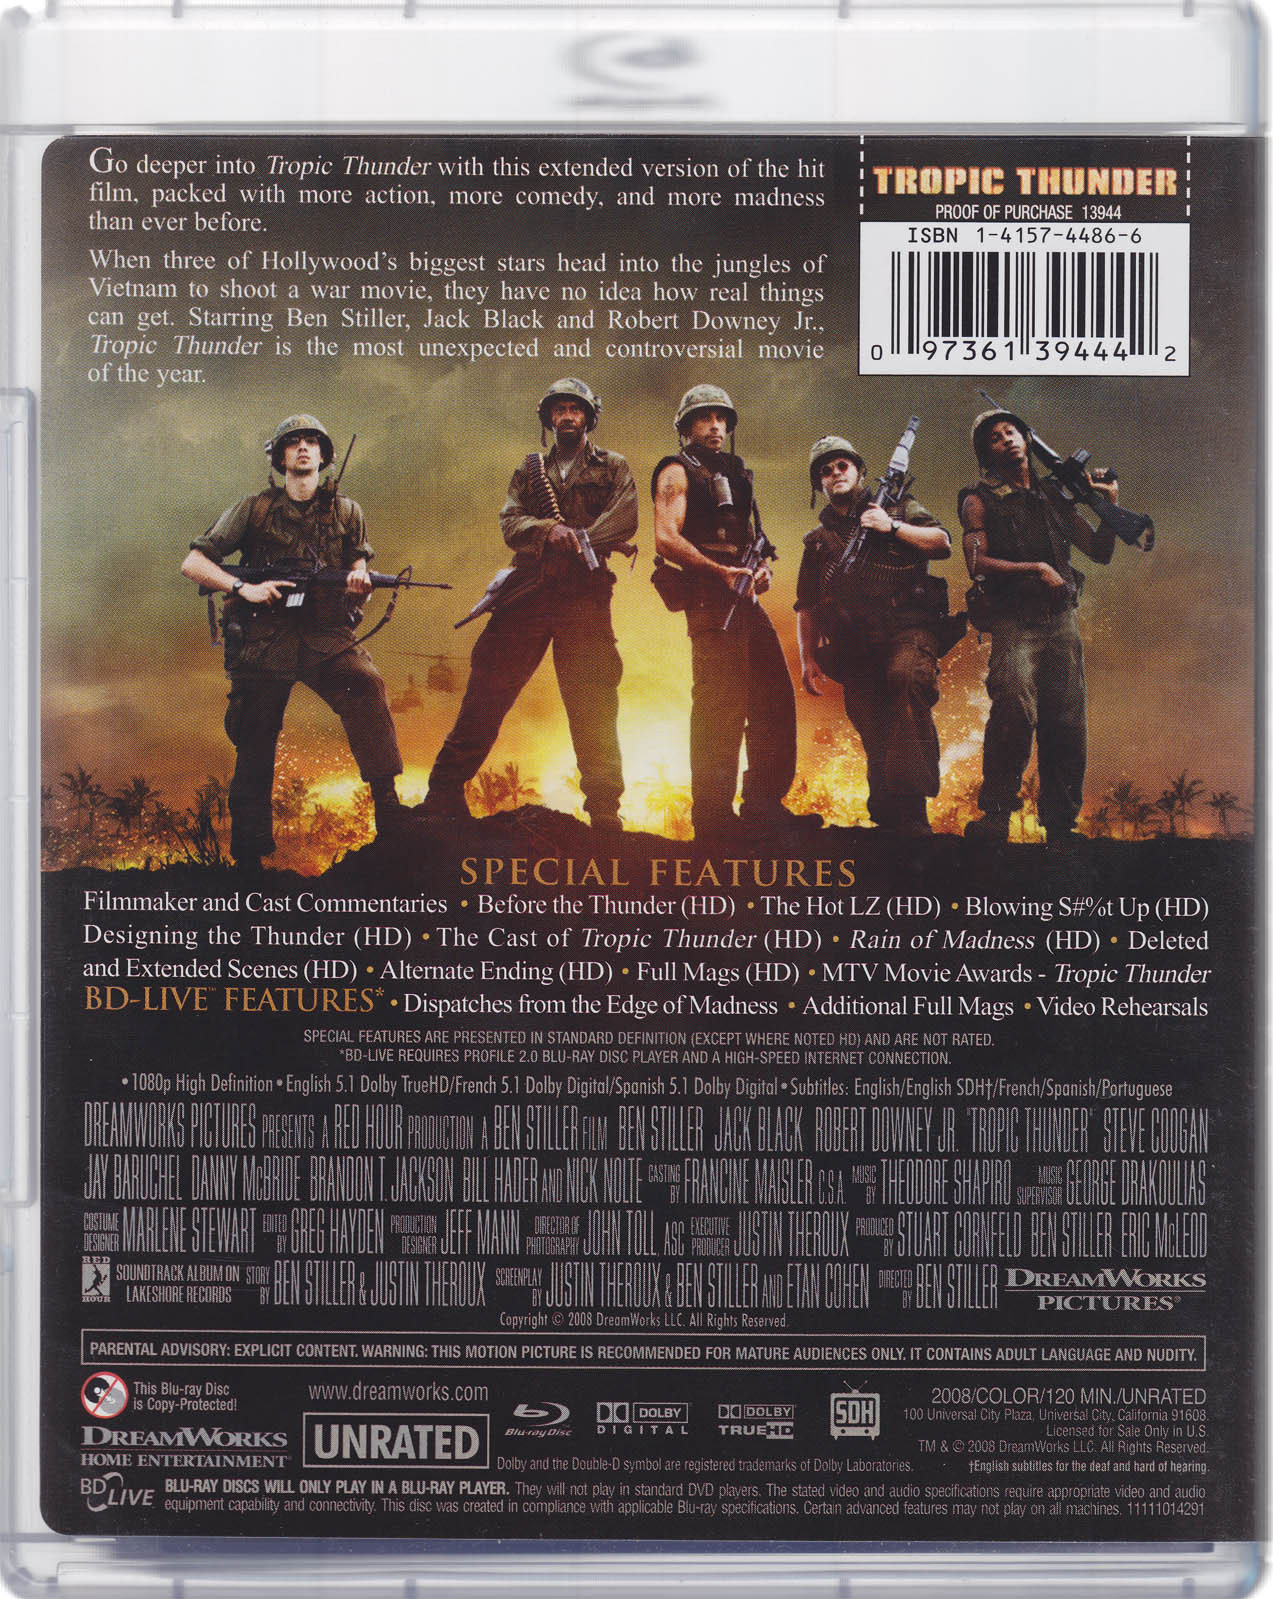 Go deeper into Tropic Thunder with this extended version of the hit
film, packed with more action, more comedy, and more madness
than ever before.
When three of Hollywood's biggest stars head into the jungles of
Vietnam to shoot a war movie, they have no idea how real things
can get. Starring Ben Stiller, Jack Black and Robert Downey Jr.,
Tropic Thunder is the most unexpected and controversial movie
of the year.
TROPIC THUNDER
PROOF OF PURCHASE 13944
ISBN 1-4157-4486-6
0 97361 39444 2
SPECIAL FEATURES
Filmmaker and Cast Commentaries • Before the Thunder (HD) • The Hot LZ (HD) • Blowing S#%t Up (HD)
Designing the Thunder (HD) • The Cast of Tropic Thunder (HD) • Rain of Madness (HD) • Deleted
and Extended Scenes (HD) • Alternate Ending (HD) • Full Mags (HD) • MTV Movie Awards - Tropic Thunder
BD-LIVE™ FEATURES* • Dispatches from the Edge of Madness • Additional Full Mags • Video Rehearsals
SPECIAL FEATURES ARE PRESENTED IN STANDARD DEFINITION (EXCEPT WHERE NOTED HD) AND ARE NOT RATED.
*BD-LIVE REQUIRES PROFILE 2.0 BLU-RAY DISC PLAYER AND A HIGH-SPEED INTERNET CONNECTION.
• 1080p High Definition • English 5.1 Dolby TrueHD/French 5.1 Dolby Digital/Spanish 5.1 Dolby Digital • Subtitles: English/English SDH†/French/Spanish/Portuguese
DREAMWORKS PICTURES PRESENTS A RED HOUR PRODUCTION A BEN STILLER FILM BEN STILLER JACK BLACK ROBERT DOWNEY JR. "TROPIC THUNDER" STEVE COOGAN
JAY BARUCHEL DANNY McBRIDE BRANDON T. JACKSON BILL HADER AND NICK NOLTE CASTING BY FRANCINE MAISLER C.S.A. MUSIC BY THEODORE SHAPIRO MUSIC SUPERVISOR GEORGE DRAKOULIAS
COSTUME DESIGNER MARLENE STEWART EDITED BY GREG HAYDEN PRODUCTION DESIGNER JEFF MANN DIRECTOR OF PHOTOGRAPHY JOHN TOLL, ASC EXECUTIVE PRODUCER JUSTIN THEROUX PRODUCED BY STUART CORNFELD BEN STILLER ERIC McLEOD
RED HOUR SOUNDTRACK ALBUM ON LAKESHORE RECORDS STORY BY BEN STILLER & JUSTIN THEROUX SCREENPLAY BY JUSTIN THEROUX & BEN STILLER AND ETAN COHEN DIRECTED BY BEN STILLER DREAMWORKS PICTURES®
Copyright © 2008 DreamWorks LLC. All Rights Reserved.
PARENTAL ADVISORY: EXPLICIT CONTENT. WARNING: THIS MOTION PICTURE IS RECOMMENDED FOR MATURE AUDIENCES ONLY. IT CONTAINS ADULT LANGUAGE AND NUDITY.
This Blu-ray Disc
is Copy-Protected!
DREAMWORKS
HOME ENTERTAINMENT
www.dreamworks.com
UNRATED
Blu-ray Disc
DOLBY
DIGITAL
DOLBY
TRUEHD
SDH
Dolby and the Double-D symbol are registered trademarks of Dolby Laboratories.
2008/COLOR/120 MIN./UNRATED
100 Universal City Plaza, Universal City, California 91608.
Licensed for Sale Only in U.S.
TM & © 2008 DreamWorks LLC. All Rights Reserved.
†English subtitles for the deaf and hard of hearing.
BD LIVE
BLU-RAY DISCS WILL ONLY PLAY IN A BLU-RAY PLAYER. They will not play in standard DVD players. The stated video and audio specifications require appropriate video and audio
equipment capability and connectivity. This disc was created in compliance with applicable Blu-ray specifications. Certain advanced features may not play on all machines. 11111014291